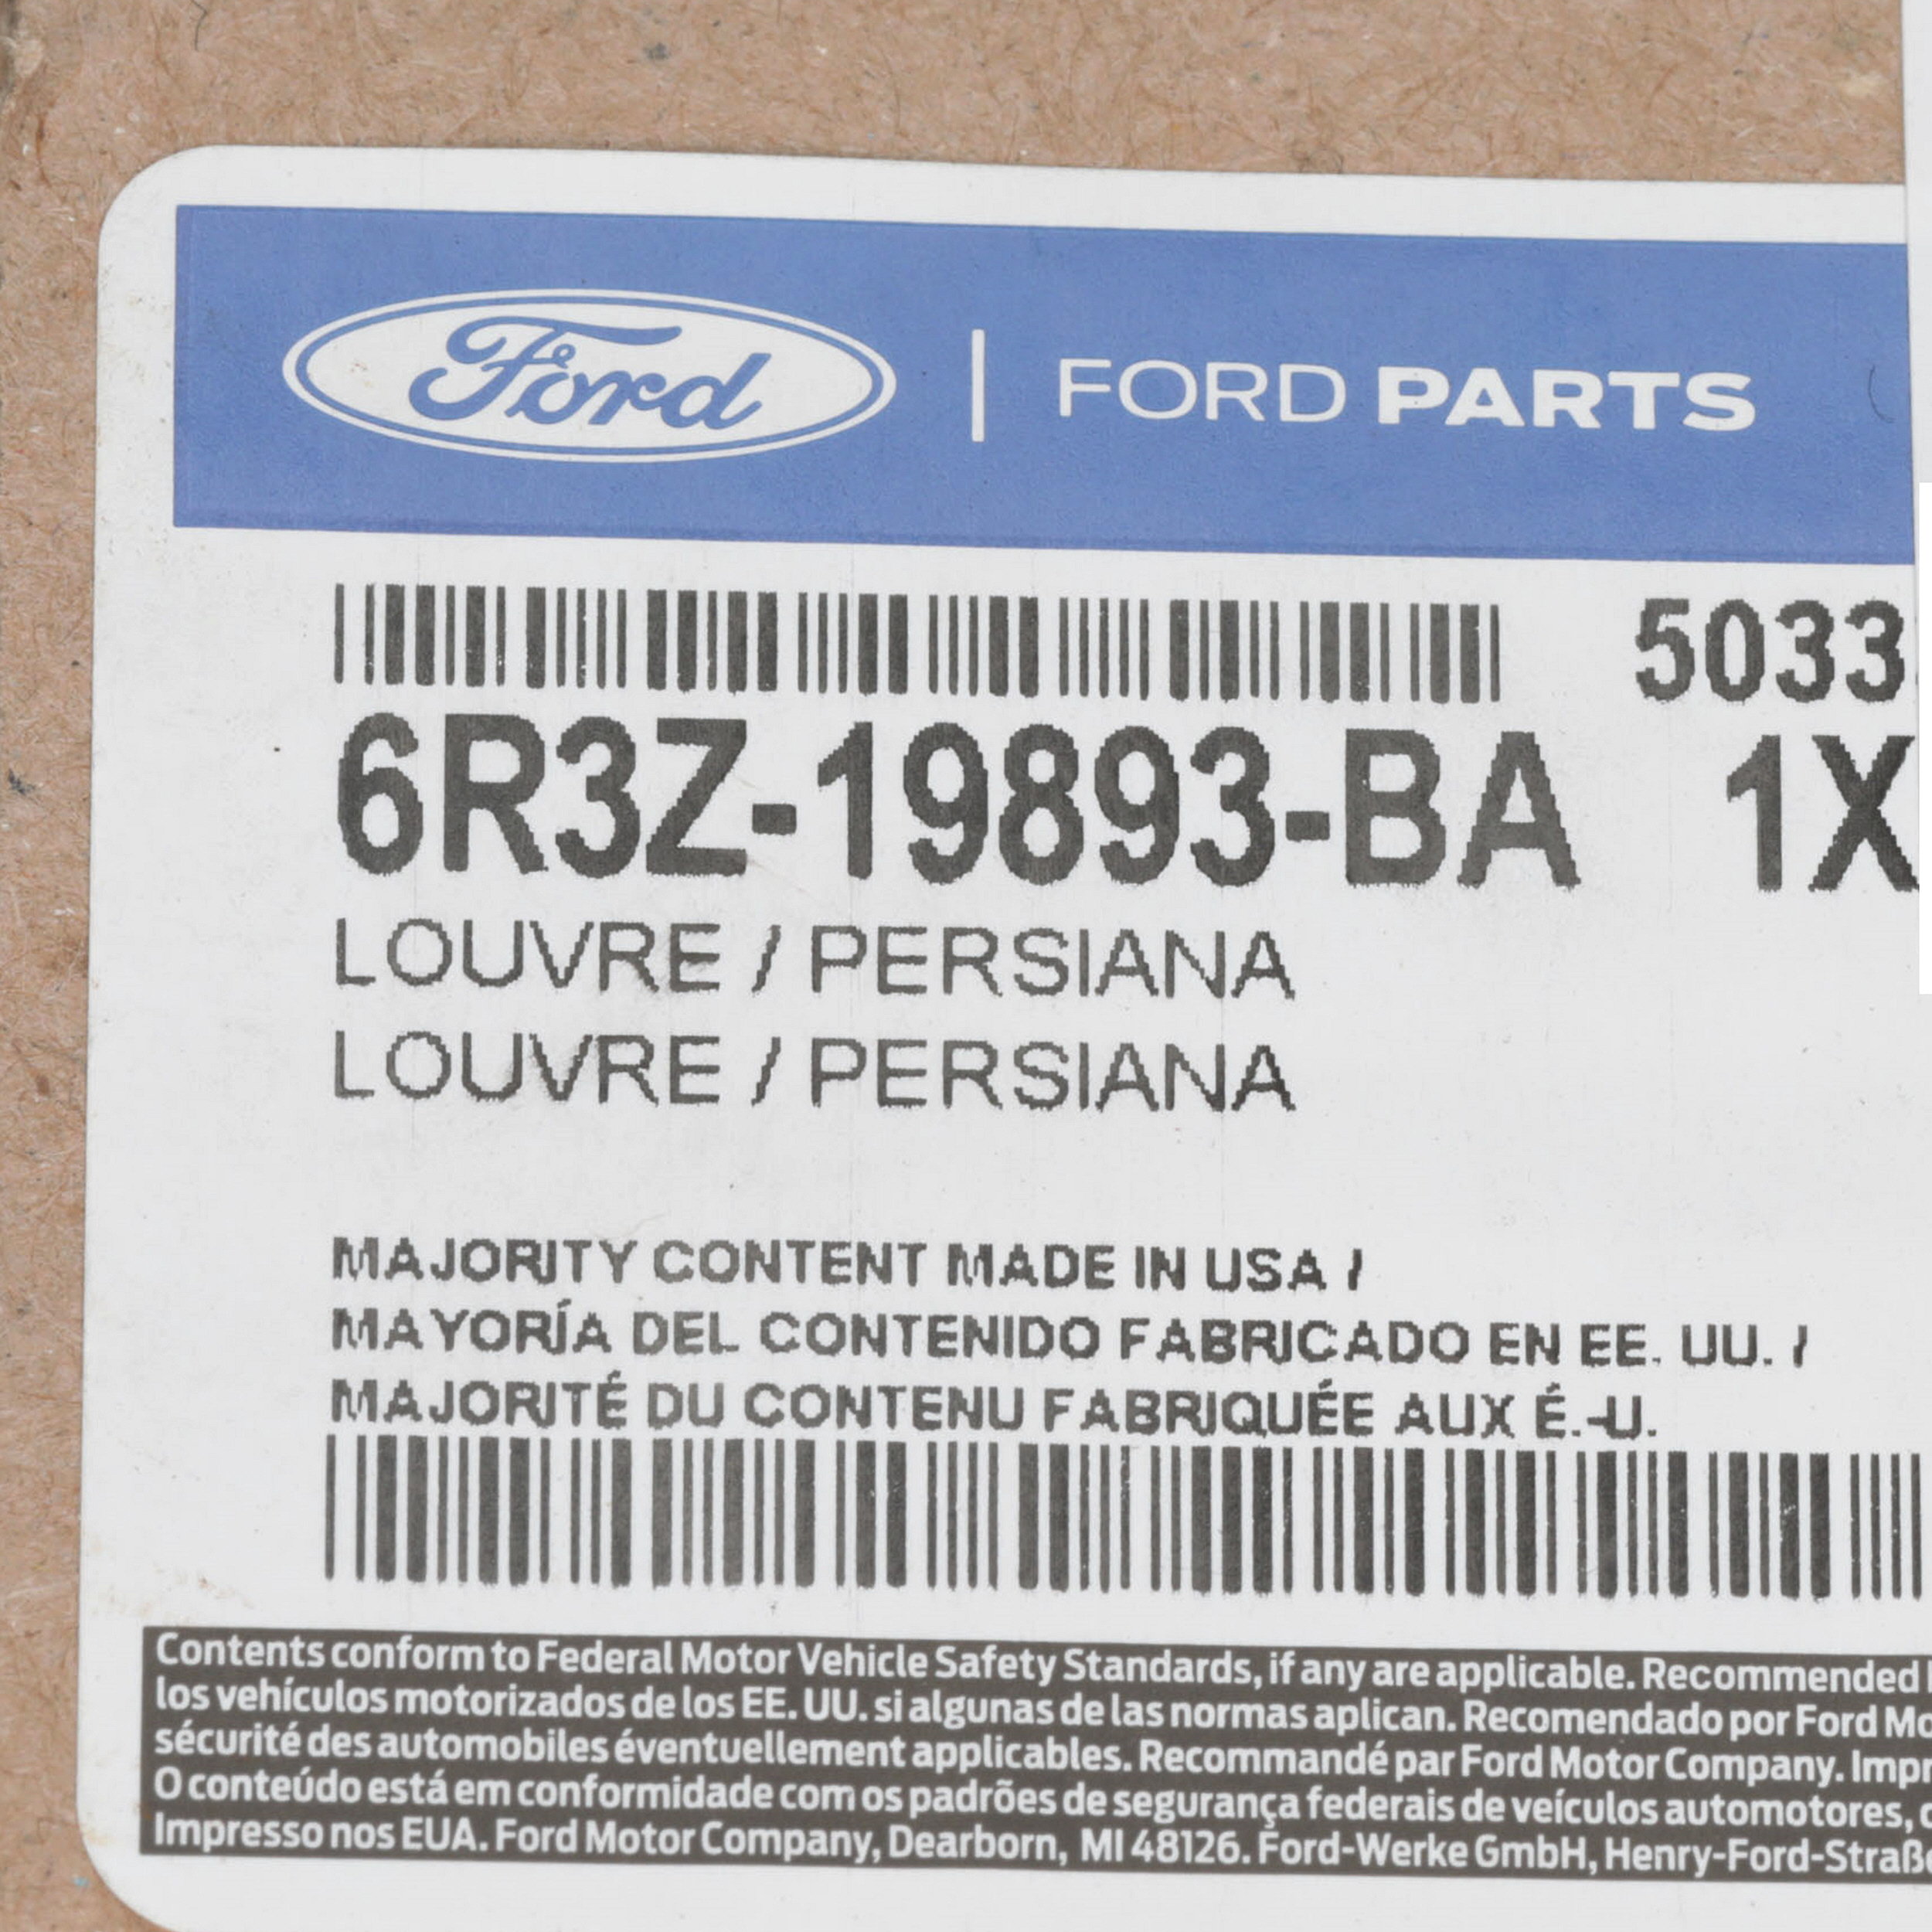 Ford | FORD PARTS
5033
6R3Z-19893-BA 1X
LOUVRE / PERSIANA
LOUVRE / PERSIANA
MAJORITY CONTENT MADE IN USA /
MAYORÍA DEL CONTENIDO FABRICADO EN EE. UU. /
MAJORITÉ DU CONTENU FABRIQUÉE AUX É.-U.
Contents conform to Federal Motor Vehicle Safety Standards, if any are applicable. Recommended
los vehículos motorizados de los EE. UU. si algunas de las normas aplican. Recomendado por Ford
sécurité des automobiles éventuellement applicables. Recommandé par Ford Motor Company.
O conteúdo está em conformidade com os padrões de segurança federais de veículos automotores,
Impresso nos EUA. Ford Motor Company, Dearborn, MI 48126. Ford-Werke GmbH, Henry-Ford-Straße